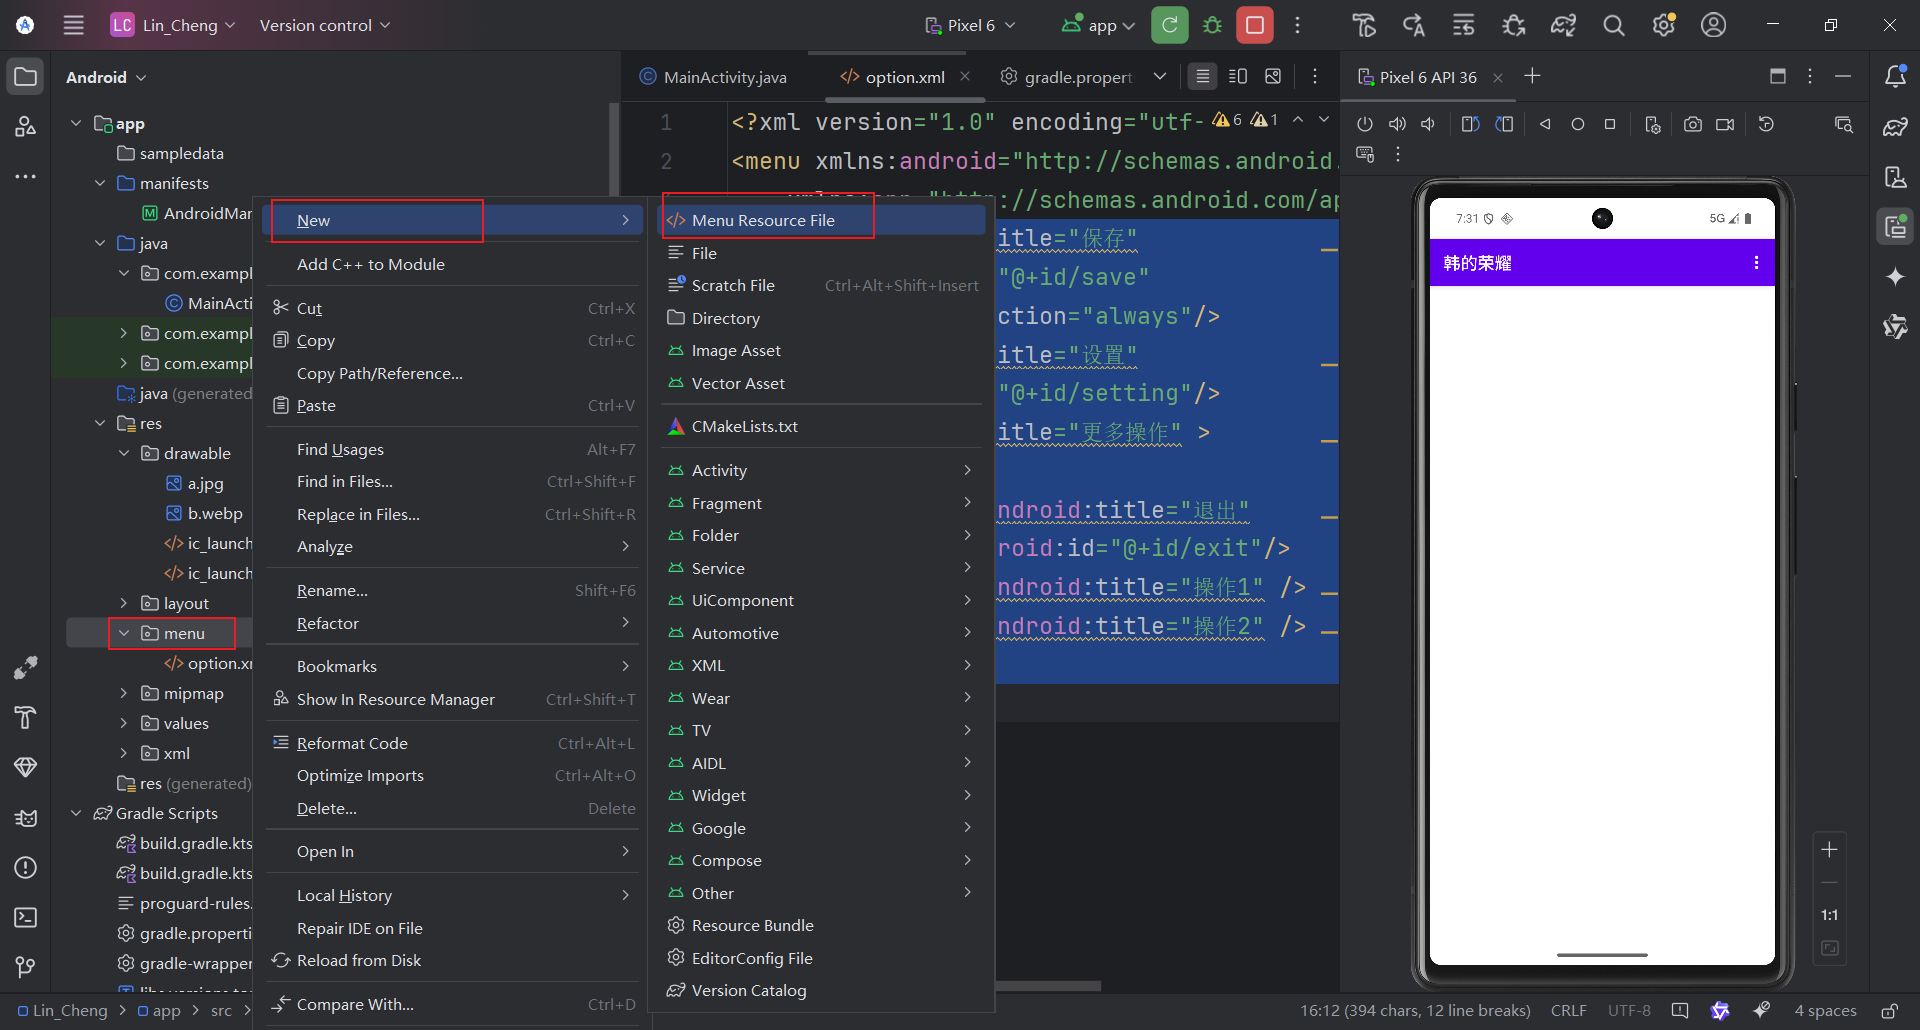 LC Lin_Cheng Version control Pixel 6 app
Android
MainActivity.java option.xml gradle.propert Pixel 6 API 36
app
sampledata
manifests
AndroidMar
java
com.exampl
MainActi
com.exampl
com.exampl
java (generated
res
drawable
a.jpg
b.webp
ic_launch
ic_launch
layout
menu
option.xm
mipmap
values
xml
res (generated)
Gradle Scripts
build.gradle.kts
build.gradle.kts
proguard-rules.
gradle.properti
gradle-wrapper
New
Add C++ to Module
Cut Ctrl+X
Copy Ctrl+C
Copy Path/Reference...
Paste Ctrl+V
Find Usages Alt+F7
Find in Files... Ctrl+Shift+F
Replace in Files... Ctrl+Shift+R
Analyze
Rename... Shift+F6
Refactor
Bookmarks
Show In Resource Manager Ctrl+Shift+T
Reformat Code Ctrl+Alt+L
Optimize Imports Ctrl+Alt+O
Delete... Delete
Open In
Local History
Repair IDE on File
Reload from Disk
Compare With... Ctrl+D
Menu Resource File
File
Scratch File Ctrl+Alt+Shift+Insert
Directory
Image Asset
Vector Asset
CMakeLists.txt
Activity
Fragment
Folder
Service
UiComponent
Automotive
XML
Wear
TV
AIDL
Widget
Google
Compose
Other
Resource Bundle
EditorConfig File
Version Catalog
1 <?xml version="1.0" encoding="utf- 6 1
2 <menu xmlns:android="http://schemas.android.
://schemas.android.com/ap
itle="保存"
"@+id/save"
ction="always"/>
itle="设置"
"@+id/setting"/>
itle="更多操作" >
ndroid:title="退出"
roid:id="@+id/exit"/>
ndroid:title="操作1" />
ndroid:title="操作2" />
7:31 5G
韩的荣耀
1:1
Lin_Cheng > app > src > 16:12 (394 chars, 12 line breaks) CRLF UTF-8 4 spaces